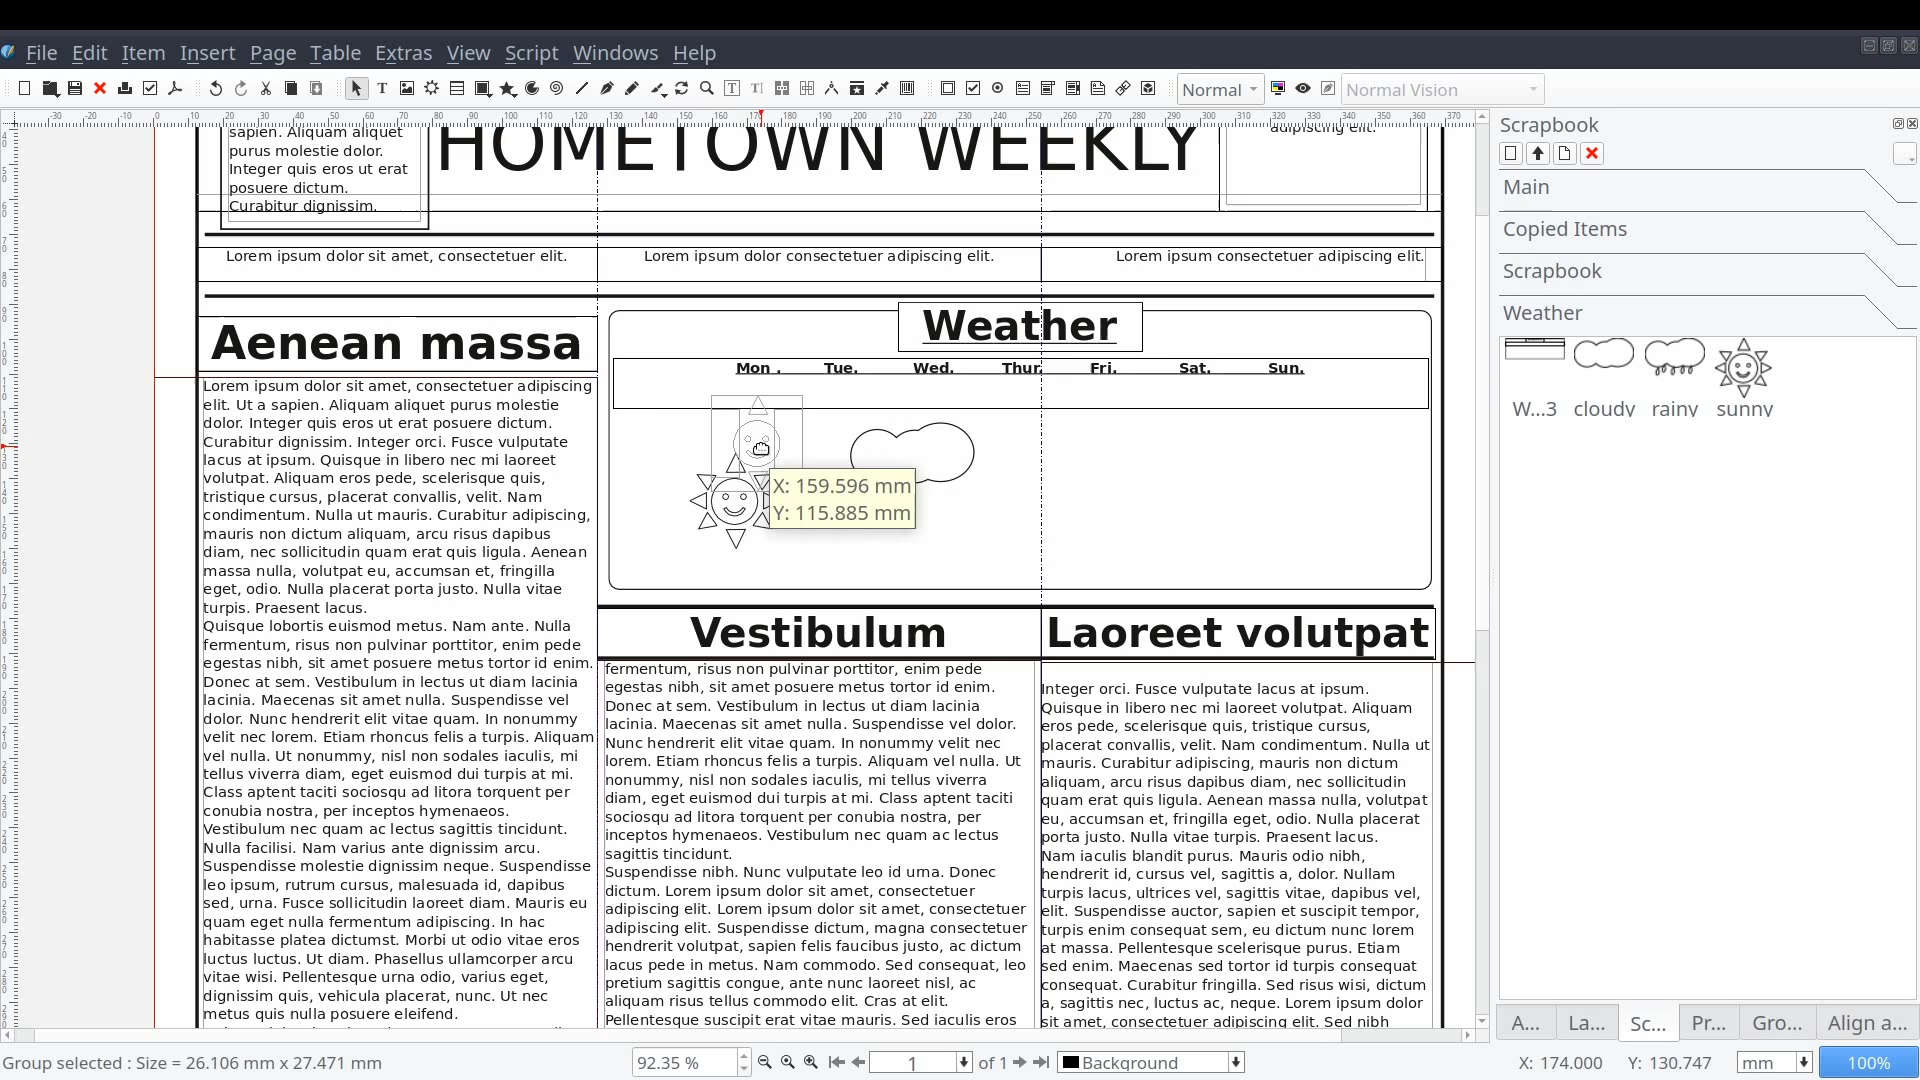 File Edit Item Insert Page Table Extras View Script Windows Help
Normal Normal Vision
Scrapbook
Main
Copied Items
Scrapbook
Weather
W...3 cloudy rainy sunny
sapien. Aliquam aliquet
purus molestie dolor.
Integer quis eros ut erat
posuere dictum.
Curabitur dignissim.
HOMETOWN WEEKLY
adipiscing elit.
Lorem ipsum dolor sit amet, consectetuer elit.
Lorem ipsum dolor consectetuer adipiscing elit.
Lorem ipsum consectetuer adipiscing elit.
Aenean massa
Lorem ipsum dolor sit amet, consectetuer adipiscing
elit. Ut a sapien. Aliquam aliquet purus molestie
dolor. Integer quis eros ut erat posuere dictum.
Curabitur dignissim. Integer orci. Fusce vulputate
lacus at ipsum. Quisque in libero nec mi laoreet
volutpat. Aliquam eros pede, scelerisque quis,
tristique cursus, placerat convallis, velit. Nam
condimentum. Nulla ut mauris. Curabitur adipiscing,
mauris non dictum aliquam, arcu risus dapibus
diam, nec sollicitudin quam erat quis ligula. Aenean
massa nulla, volutpat eu, accumsan et, fringilla
eget, odio. Nulla placerat porta justo. Nulla vitae
turpis. Praesent lacus.
Quisque lobortis euismod metus. Nam ante. Nulla
fermentum, risus non pulvinar porttitor, enim pede
egestas nibh, sit amet posuere metus tortor id enim.
Donec at sem. Vestibulum in lectus ut diam lacinia
lacinia. Maecenas sit amet nulla. Suspendisse vel
dolor. Nunc hendrerit elit vitae quam. In nonummy
velit nec lorem. Etiam rhoncus felis a turpis. Aliquam
vel nulla. Ut nonummy, nisl non sodales iaculis, mi
tellus viverra diam, eget euismod dui turpis at mi.
Class aptent taciti sociosqu ad litora torquent per
conubia nostra, per inceptos hymenaeos.
Vestibulum nec quam ac lectus sagittis tincidunt.
Nulla facilisi. Nam varius ante dignissim arcu.
Suspendisse molestie dignissim neque. Suspendisse
leo ipsum, rutrum cursus, malesuada id, dapibus
sed, urna. Fusce sollicitudin laoreet diam. Mauris eu
quam eget nulla fermentum adipiscing. In hac
habitasse platea dictumst. Morbi ut odio vitae eros
luctus luctus. Ut diam. Phasellus ullamcorper arcu
vitae wisi. Pellentesque urna odio, varius eget,
dignissim quis, vehicula placerat, nunc. Ut nec
metus quis nulla posuere eleifend.
Weather
Mon . Tue. Wed. Thur. Fri. Sat. Sun.
X: 159.596 mm
Y: 115.885 mm
Vestibulum
fermentum, risus non pulvinar porttitor, enim pede
egestas nibh, sit amet posuere metus tortor id enim.
Donec at sem. Vestibulum in lectus ut diam lacinia
lacinia. Maecenas sit amet nulla. Suspendisse vel dolor.
Nunc hendrerit elit vitae quam. In nonummy velit nec
lorem. Etiam rhoncus felis a turpis. Aliquam vel nulla. Ut
nonummy, nisl non sodales iaculis, mi tellus viverra
diam, eget euismod dui turpis at mi. Class aptent taciti
sociosqu ad litora torquent per conubia nostra, per
inceptos hymenaeos. Vestibulum nec quam ac lectus
sagittis tincidunt.
Suspendisse nibh. Nunc vulputate leo id urna. Donec
dictum. Lorem ipsum dolor sit amet, consectetuer
adipiscing elit. Lorem ipsum dolor sit amet, consectetuer
adipiscing elit. Suspendisse dictum, magna consectetuer
hendrerit volutpat, sapien felis faucibus justo, ac dictum
lacus pede in metus. Nam commodo. Sed consequat, leo
pretium sagittis congue, ante nunc laoreet nisl, ac
aliquam risus tellus commodo elit. Cras at elit.
Pellentesque suscipit erat vitae mauris. Sed iaculis eros
Laoreet volutpat
Integer orci. Fusce vulputate lacus at ipsum.
Quisque in libero nec mi laoreet volutpat. Aliquam
eros pede, scelerisque quis, tristique cursus,
placerat convallis, velit. Nam condimentum. Nulla ut
mauris. Curabitur adipiscing, mauris non dictum
aliquam, arcu risus dapibus diam, nec sollicitudin
quam erat quis ligula. Aenean massa nulla, volutpat
eu, accumsan et, fringilla eget, odio. Nulla placerat
porta justo. Nulla vitae turpis. Praesent lacus.
Nam iaculis blandit purus. Mauris odio nibh,
hendrerit id, cursus vel, sagittis a, dolor. Nullam
turpis lacus, ultrices vel, sagittis vitae, dapibus vel,
elit. Suspendisse auctor, sapien et suscipit tempor,
turpis enim consequat sem, eu dictum nunc lorem
at massa. Pellentesque scelerisque purus. Etiam
sed enim. Maecenas sed tortor id turpis consequat
consequat. Curabitur fringilla. Sed risus wisi, dictum
a, sagittis nec, luctus ac, neque. Lorem ipsum dolor
sit amet, consectetuer adipiscing elit. Sed nibh
A... La... Sc... Pr... Gro... Align a...
Group selected : Size = 26.106 mm x 27.471 mm
92.35 % 1 of 1 Background
X: 174.000 Y: 130.747 mm 100%